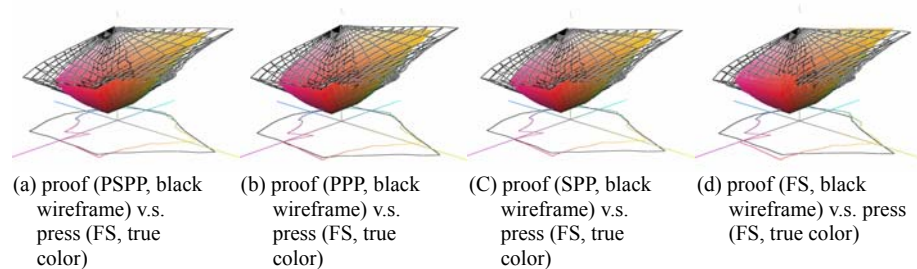 (a) proof (PSPP, black
wireframe) v.s.
press (FS, true
color)
(b) proof (PPP, black
wireframe) v.s.
press (FS, true
color)
(C) proof (SPP, black
wireframe) v.s.
press (FS, true
color)
(d) proof (FS, black
wireframe) v.s. press
(FS, true color)